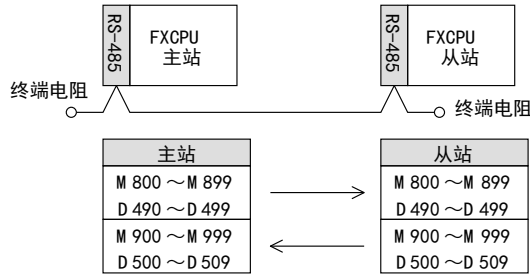 RS-485
FXCPU
主站
RS-485
FXCPU
从站
终端电阻
终端电阻
主站
从站
M 800 ～M 899
M 800 ～M 899
D 490 ～D 499
D 490 ～D 499
M 900 ～M 999
M 900 ～M 999
D 500 ～D 509
D 500 ～D 509